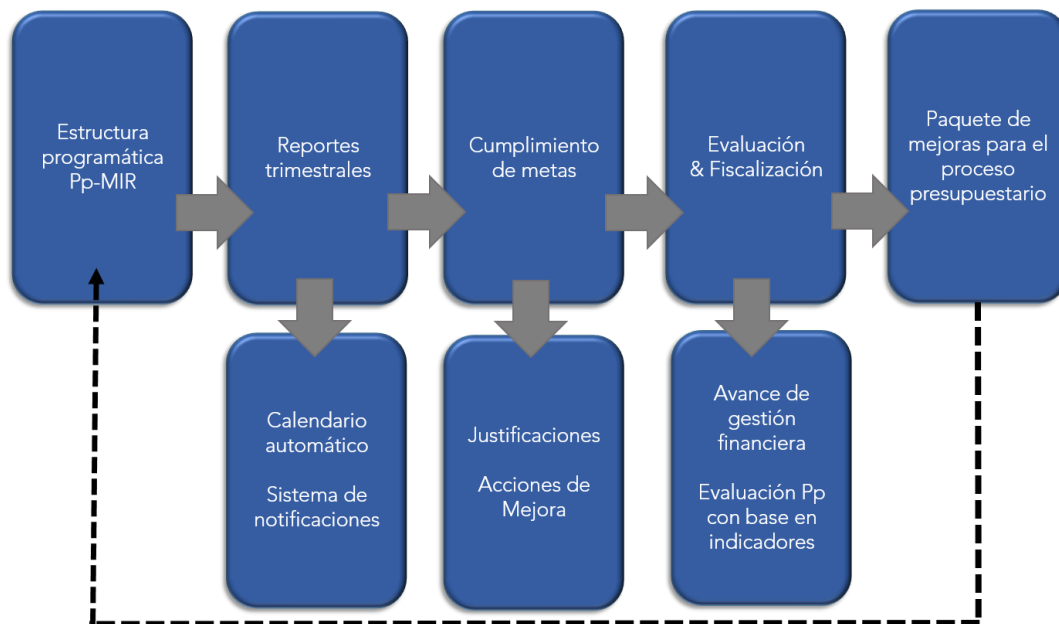 Estructura
programática
Pp-MIR
Reportes
trimestrales
Cumplimiento
de metas
Evaluación
& Fiscalización
Paquete de
mejoras para el
proceso
presupuestario
Calendario
automático
Sistema de
notificaciones
Justificaciones
Acciones de
Mejora
Avance de
gestión
financiera
Evaluación Pp
con base en
indicadores